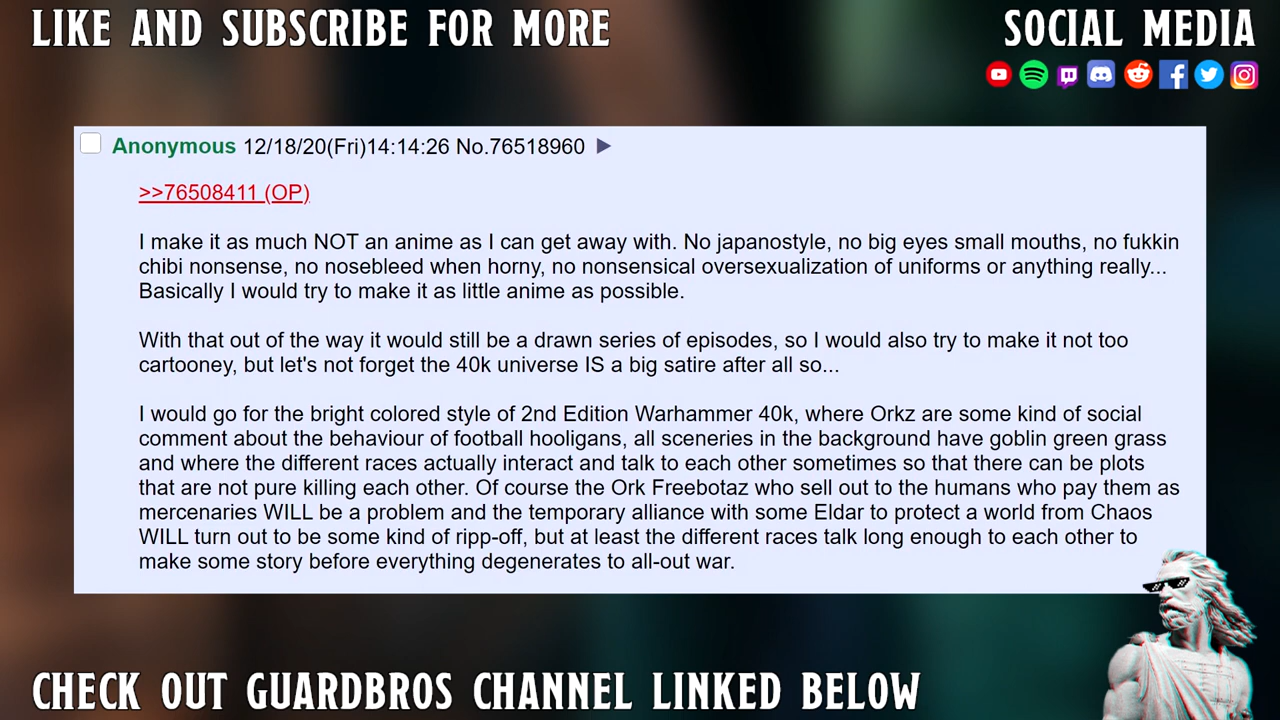 LIKE AND SUBSCRIBE FOR MORE
SOCIAL MEDIA
Anonymous 12/18/20(Fri)14:14:26 No.76518960
>>76508411 (OP)
I make it as much NOT an anime as I can get away with. No japanostyle, no big eyes small mouths, no fukkin
chibi nonsense, no nosebleed when horny, no nonsensical oversexualization of uniforms or anything really...
Basically I would try to make it as little anime as possible.
With that out of the way it would still be a drawn series of episodes, so I would also try to make it not too
cartooney, but let's not forget the 40k universe IS a big satire after all so...
I would go for the bright colored style of 2nd Edition Warhammer 40k, where Orkz are some kind of social
comment about the behaviour of football hooligans, all sceneries in the background have goblin green grass
and where the different races actually interact and talk to each other sometimes so that there can be plots
that are not pure killing each other. Of course the Ork Freebotaz who sell out to the humans who pay them as
mercenaries WILL be a problem and the temporary alliance with some Eldar to protect a world from Chaos
WILL turn out to be some kind of ripp-off, but at least the different races talk long enough to each other to
make some story before everything degenerates to all-out war.
CHECK OUT GUARDBROS CHANNEL LINKED BELOW